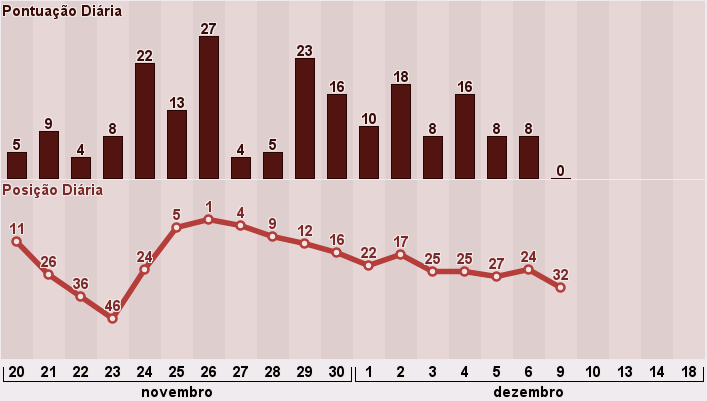 Pontuação Diária
5 9 4 8 22 13 27 4 5 23 16 10 18 8 16 8 8 0
Posição Diária
11 26 36 46 24 5 1 4 9 12 16 22 17 25 25 27 24 32
20 21 22 23 24 25 26 27 28 29 30 1 2 3 4 5 6 9 10 13 14 18
novembro dezembro